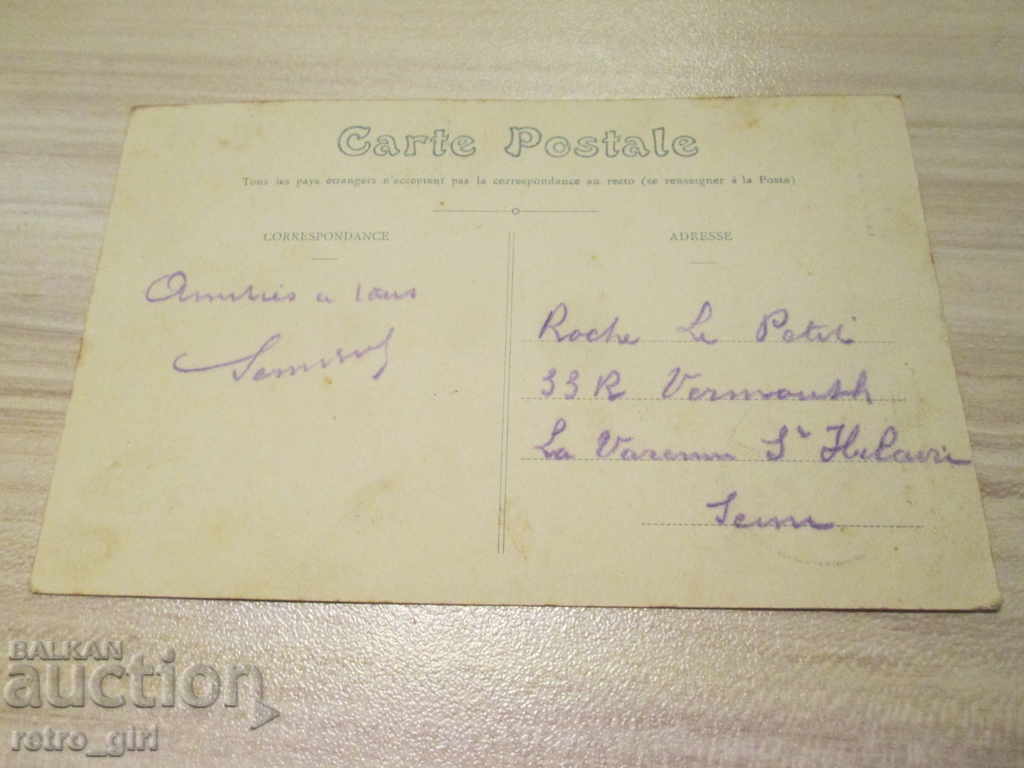 Carte Postale
Tous les pays étrangers n'acceptent pas la correspondance au recto (se renseigner à la Poste)
CORRESPONDANCE
Amitiés a tous
ADRESSE
Roche Le Petit
33 R Vermouth
La Varenn St Hilaire
Seine
BALKAN
auction
retro_girl